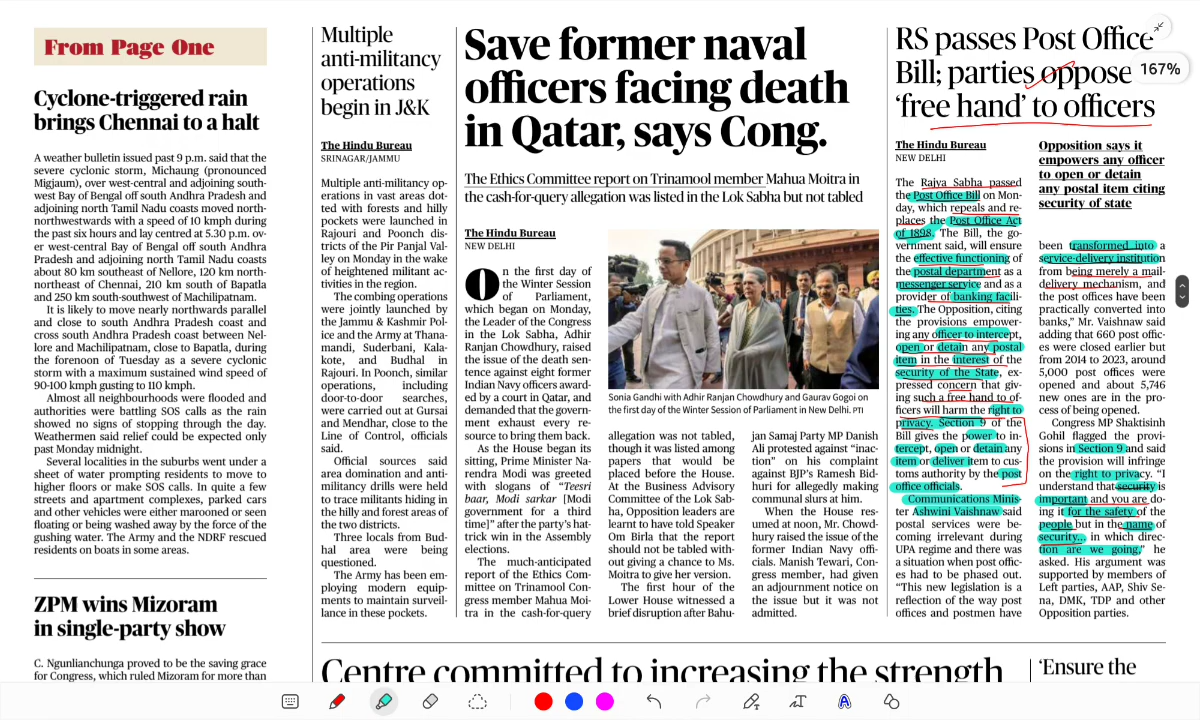 From Page One
Cyclone-triggered rain
brings Chennai to a halt
A weather bulletin issued past 9 p.m. said that the
severe cyclonic storm, Michaung (pronounced
Migjaum), over west-central and adjoining south-
west Bay of Bengal off south Andhra Pradesh and
adjoining north Tamil Nadu coasts moved north-
northwestwards with a speed of 10 kmph during
the past six hours and lay centred at 5.30 p.m. ov-
er west-central Bay of Bengal off south Andhra
Pradesh and adjoining north Tamil Nadu coasts
about 80 km southeast of Nellore, 120 km north-
northeast of Chennai, 210 km south of Bapatla
and 250 km south-southwest of Machilipatnam.
It is likely to move nearly northwards parallel
and close to south Andhra Pradesh coast and
cross south Andhra Pradesh coast between Nel-
lore and Machilipatnam, close to Bapatla, during
the forenoon of Tuesday as a severe cyclonic
storm with a maximum sustained wind speed of
90-100 kmph gusting to 110 kmph.
Almost all neighbourhoods were flooded and
authorities were battling SOS calls as the rain
showed no signs of stopping through the day.
Weathermen said relief could be expected only
past Monday midnight.
Several localities in the suburbs went under a
sheet of water prompting residents to move to
higher floors or make SOS calls. In quite a few
streets and apartment complexes, parked cars
and other vehicles were either marooned or seen
floating or being washed away by the force of the
gushing water. The Army and the NDRF rescued
residents on boats in some areas.
ZPM wins Mizoram
in single-party show
C. Ngunlianchunga proved to be the saving grace
for Congress, which ruled Mizoram for more than
Multiple
anti-militancy
operations
begin in J&K
The Hindu Bureau
SRINAGAR/JAMMU
Multiple anti-militancy op-
erations in vast areas dot-
ted with forests and hilly
pockets were launched in
Rajouri and Poonch dis-
tricts of the Pir Panjal Val-
ley on Monday in the wake
of heightened militant ac-
tivities in the region.
The combing operations
were jointly launched by
the Jammu & Kashmir Pol-
ice and the Army at Thana-
mandi, Suderbani, Kala-
kote, and Budhal in
Rajouri. In Poonch, similar
operations, including
door-to-door searches,
were carried out at Gursai
and Mendhar, close to the
Line of Control, officials
said.
Official sources said
area domination and anti-
militancy drills were held
to trace militants hiding in
the hilly and forest areas of
the two districts.
Three locals from Bud-
hal area were being
questioned.
The Army has been em-
ploying modern equip-
ments to maintain surveil-
lance in these pockets.
Save former naval
officers facing death
in Qatar, says Cong.
The Ethics Committee report on Trinamool member Mahua Moitra in
the cash-for-query allegation was listed in the Lok Sabha but not tabled
The Hindu Bureau
NEW DELHI
On the first day of
the Winter Session
of Parliament,
which began on Monday,
the Leader of the Congress
in the Lok Sabha, Adhir
Ranjan Chowdhury, raised
the issue of the death sen-
tence against eight former
Indian Navy officers award-
ed by a court in Qatar, and
demanded that the govern-
ment exhaust every re-
source to bring them back.
As the House began its
sitting, Prime Minister Na-
rendra Modi was greeted
with slogans of “Teesri
baar, Modi sarkar [Modi
government for a third
time]” after the party’s hat-
trick win in the Assembly
elections.
The much-anticipated
report of the Ethics Com-
mittee on Trinamool Con-
gress member Mahua Moi-
tra in the cash-for-query
Sonia Gandhi with Adhir Ranjan Chowdhury and Gaurav Gogoi on
the first day of the Winter Session of Parliament in New Delhi. PTI
allegation was not tabled,
though it was listed among
papers that would be
placed before the House.
At the Business Advisory
Committee of the Lok Sab-
ha, Opposition leaders are
learnt to have told Speaker
Om Birla that the report
should not be tabled with-
out giving a chance to Ms.
Moitra to give her version.
The first hour of the
Lower House witnessed a
brief disruption after Bahu-
jan Samaj Party MP Danish
Ali protested against “inac-
tion” on his complaint
against BJP’s Ramesh Bid-
huri for allegedly making
communal slurs at him.
When the House res-
umed at noon, Mr. Chowd-
hury raised the issue of the
former Indian Navy offi-
cials. Manish Tewari, Con-
gress member, had given
an adjournment notice on
the issue but it was not
admitted.
RS passes Post Office
Bill; parties oppose
‘free hand’ to officers
The Hindu Bureau
NEW DELHI
The Rajya Sabha passed
the Post Office Bill on Mon-
day, which repeals and re-
places the Post Office Act
of 1898. The Bill, the go-
vernment said, will ensure
the effective functioning of
the postal department as a
messenger service and as a
provider of banking facili-
ties. The Opposition, citing
the provisions empower-
ing any officer to intercept,
open or detain any postal
item in the interest of the
security of the State, ex-
pressed concern that giv-
ing such a free hand to of-
ficers will harm the right to
privacy. Section 9 of the
Bill gives the power to in-
tercept, open or detain any
item or deliver item to cus-
toms authority by the post
office officials.
Communications Minis-
ter Ashwini Vaishnaw said
postal services were be-
coming irrelevant during
UPA regime and there was
a situation when post offic-
es had to be phased out.
“This new legislation is a
reflection of the way post
offices and postmen have
Opposition says it
empowers any officer
to open or detain
any postal item citing
security of state
been transformed into a
service-delivery institution
from being merely a mail-
delivery mechanism, and
the post offices have been
practically converted into
banks,” Mr. Vaishnaw said
adding that 660 post offic-
es were closed earlier but
from 2014 to 2023, around
5,000 post offices were
opened and about 5,746
new ones are in the pro-
cess of being opened.
Congress MP Shaktisinh
Gohil flagged the provi-
sions in Section 9 and said
the provision will infringe
on the right to privacy. “I
understand that security is
important and you are do-
ing it for the safety of the
people but in the name of
security... in which direc-
tion are we going,” he
asked. His argument was
supported by members of
Left parties, AAP, Shiv Se-
na, DMK, TDP and other
Opposition parties.
Centre committed to increasing the strength
‘Ensure the
167%